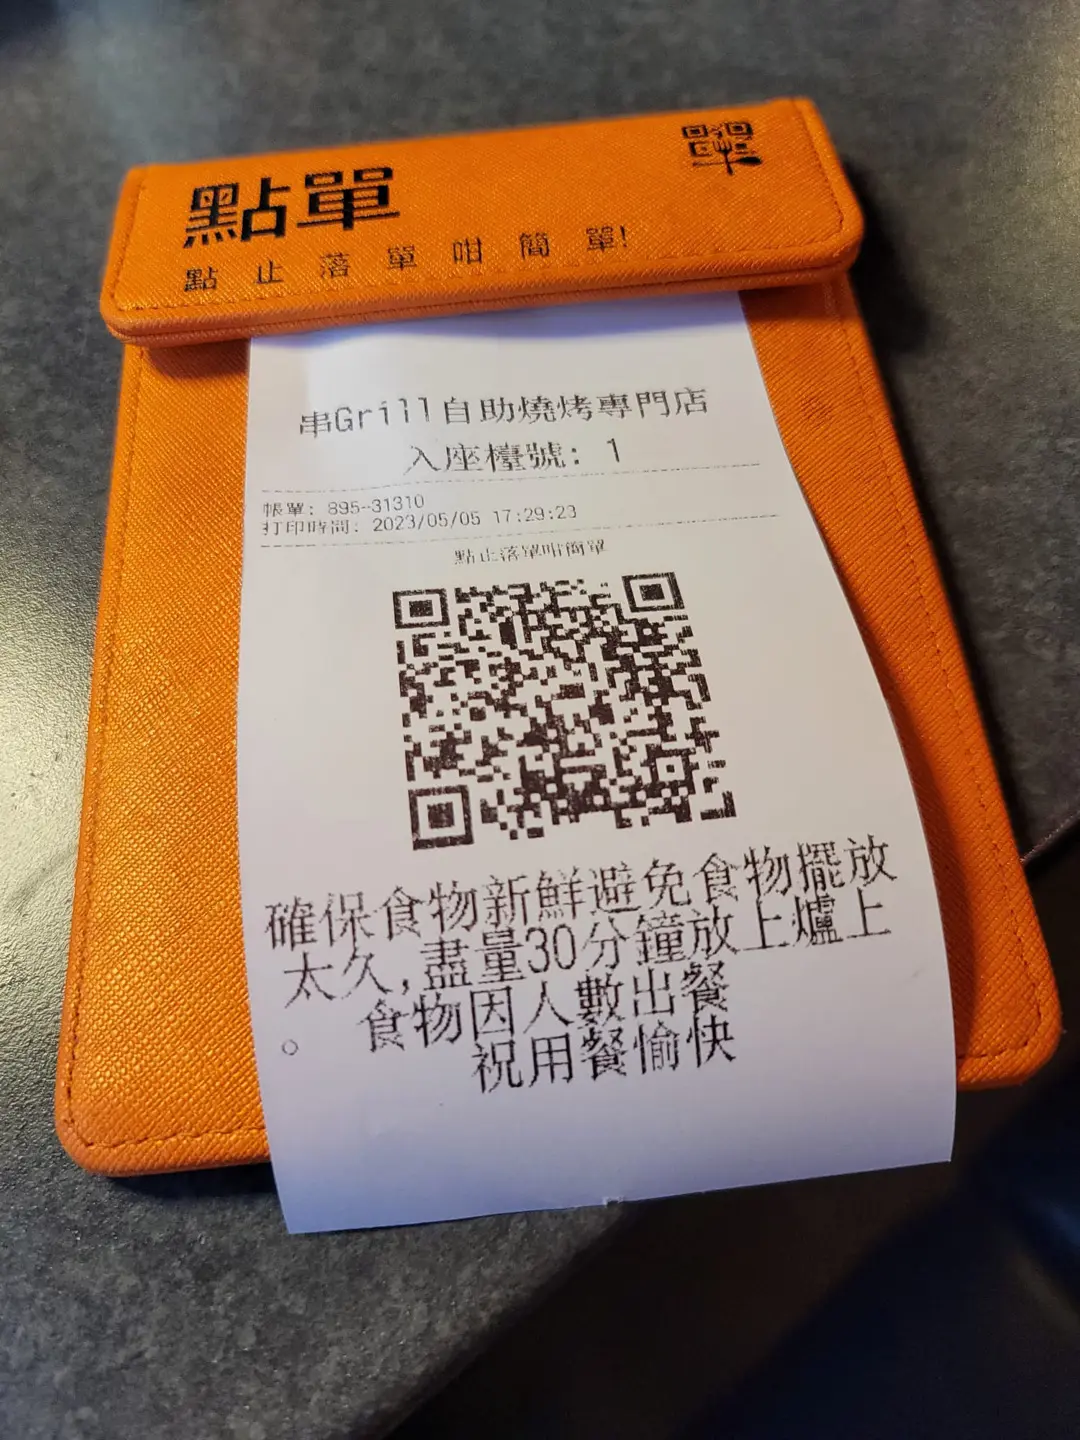 點單
單
點止落單咁簡單!
串Grill自助燒烤專門店
入座檯號: 1
帳單: 895-31310
打印時間: 2023/05/05 17:29:23
點止落單咁簡單
確保食物新鮮避免食物擺放
太久,盡量30分鐘放上爐上
。 食物因人數出餐
祝用餐愉快